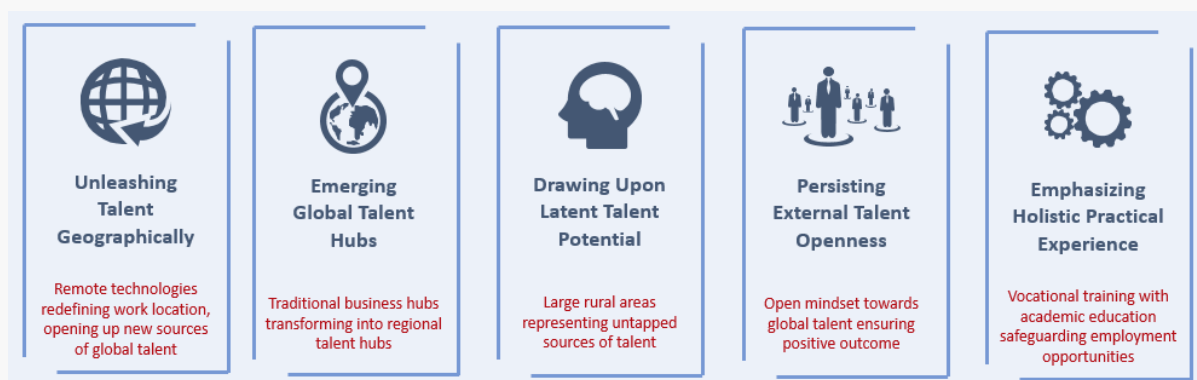 Unleashing
Talent
Geographically
Remote technologies
redefining work location,
opening up new sources
of global talent
Emerging
Global Talent
Hubs
Traditional business hubs
transforming into regional
talent hubs
Drawing Upon
Latent Talent
Potential
Large rural areas
representing untapped
sources of talent
Persisting
External Talent
Openness
Open mindset towards
global talent ensuring
positive outcome
Emphasizing
Holistic Practical
Experience
Vocational training with
academic education
safeguarding employment
opportunities